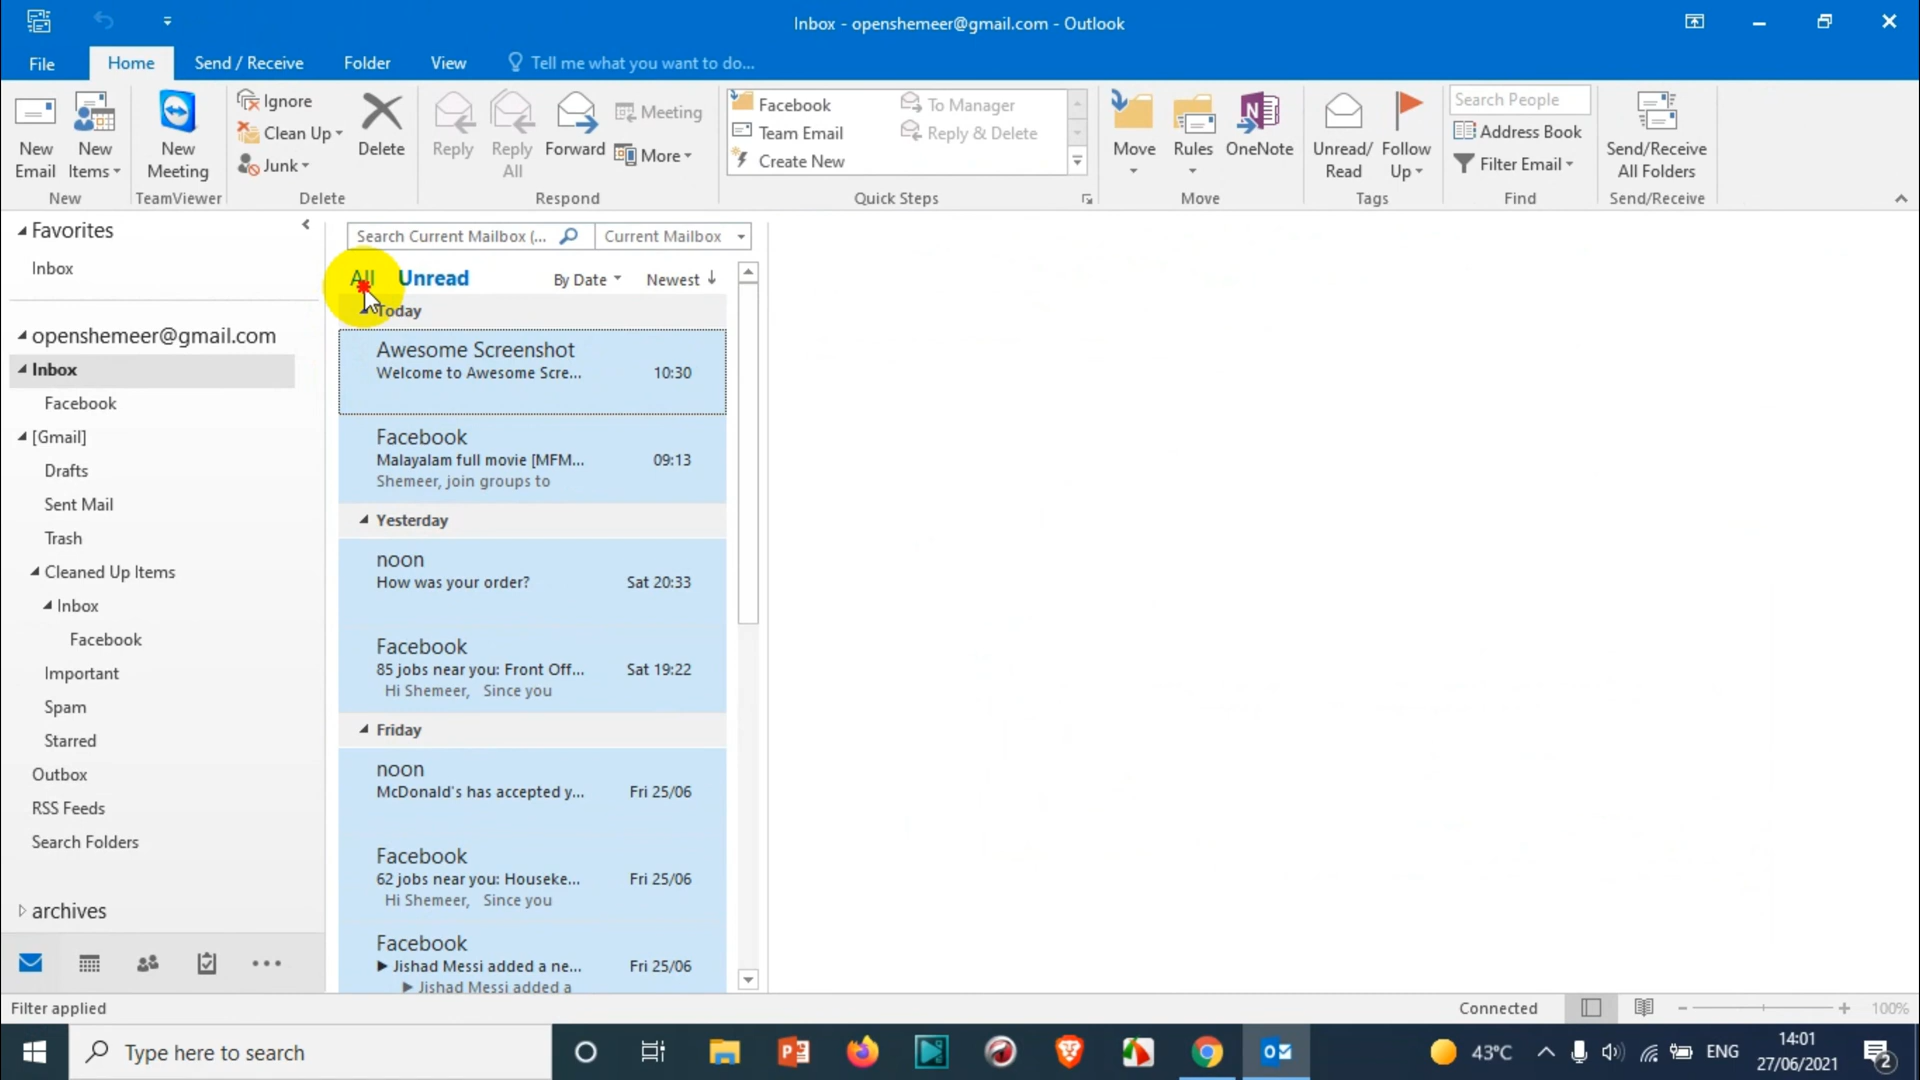 Inbox - openshemeer@gmail.com - Outlook
File
Home
Send / Receive
Folder
View
Tell me what you want to do...
New Email
New Items
New
New Meeting
TeamViewer
Ignore
Clean Up
Junk
Delete
Delete
Reply
Reply All
Forward
Meeting
More
Respond
Facebook
Team Email
Create New
To Manager
Reply & Delete
Quick Steps
Move
Rules
OneNote
Move
Unread/ Read
Follow Up
Tags
Search People
Address Book
Filter Email
Find
Send/Receive All Folders
Send/Receive
Favorites
Inbox
openshemeer@gmail.com
Inbox
Facebook
[Gmail]
Drafts
Sent Mail
Trash
Cleaned Up Items
Inbox
Facebook
Important
Spam
Starred
Outbox
RSS Feeds
Search Folders
archives
Search Current Mailbox (...
Current Mailbox
All
Unread
By Date
Newest ↓
Today
Awesome Screenshot
Welcome to Awesome Scre... 10:30
Facebook
Malayalam full movie [MFM... 09:13
Shemeer, join groups to
Yesterday
noon
How was your order? Sat 20:33
Facebook
85 jobs near you: Front Off... Sat 19:22
Hi Shemeer, Since you
Friday
noon
McDonald's has accepted y... Fri 25/06
Facebook
62 jobs near you: Houseke... Fri 25/06
Hi Shemeer, Since you
Facebook
► Jishad Messi added a ne... Fri 25/06
► Jishad Messi added a
Filter applied
Connected
100%
Type here to search
43°C
ENG
14:01
27/06/2021
2